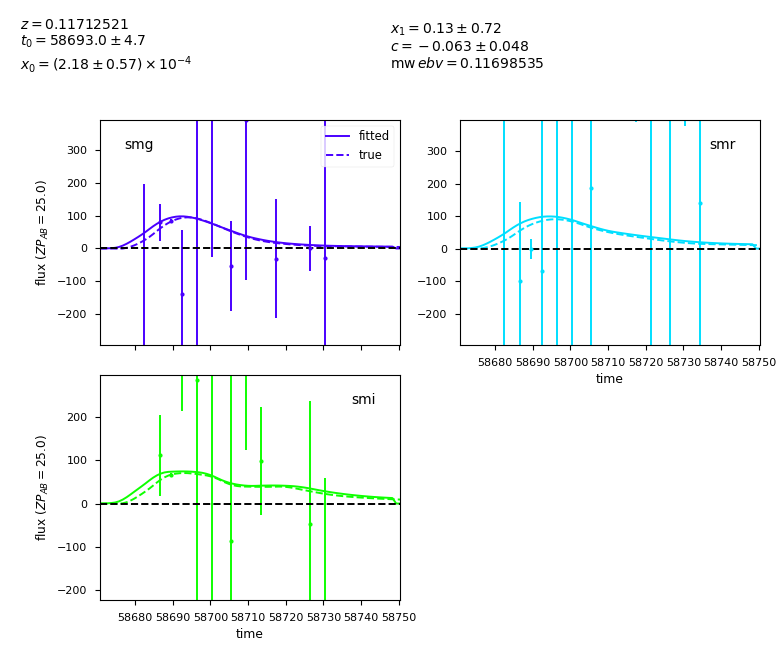 z = 0.11712521
t₀ = 58693.0 ± 4.7
x₀ = (2.18 ± 0.57) × 10⁻⁴
x₁ = 0.13 ± 0.72
c = −0.063 ± 0.048
mw ebv = 0.11698535
smg
fitted
true
300
200
100
0
−100
−200
flux (ZP_AB = 25.0)
smr
300
200
100
0
−100
−200
58680 58690 58700 58710 58720 58730 58740 58750
time
smi
200
100
0
−100
−200
flux (ZP_AB = 25.0)
58680 58690 58700 58710 58720 58730 58740 58750
time